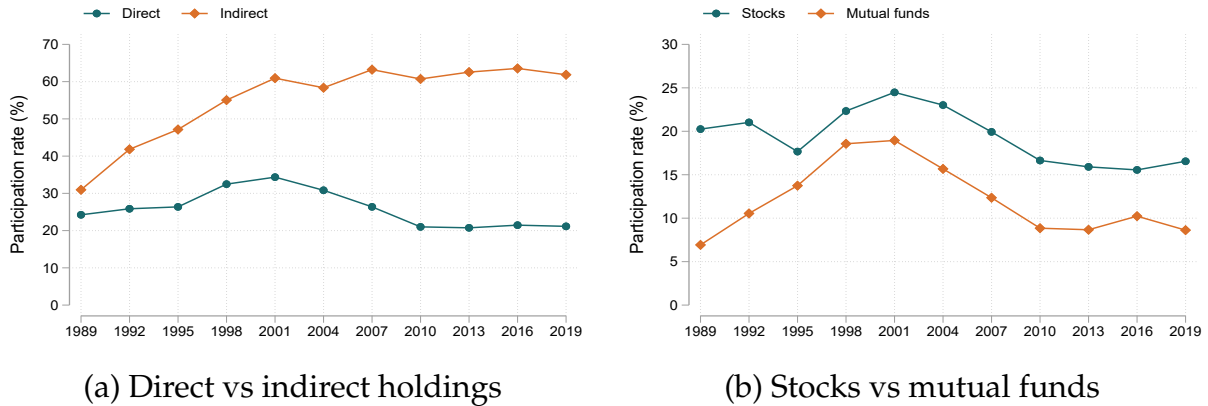 Direct Indirect
Participation rate (%)
70
60
50
40
30
20
10
0
1989 1992 1995 1998 2001 2004 2007 2010 2013 2016 2019
(a) Direct vs indirect holdings
Stocks Mutual funds
Participation rate (%)
30
25
20
15
10
5
0
1989 1992 1995 1998 2001 2004 2007 2010 2013 2016 2019
(b) Stocks vs mutual funds